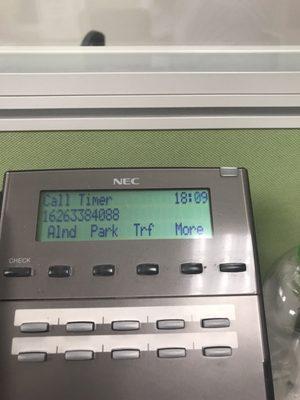 NEC
Call Timer 18:09
16263384088
Alnd Park Trf More
CHECK